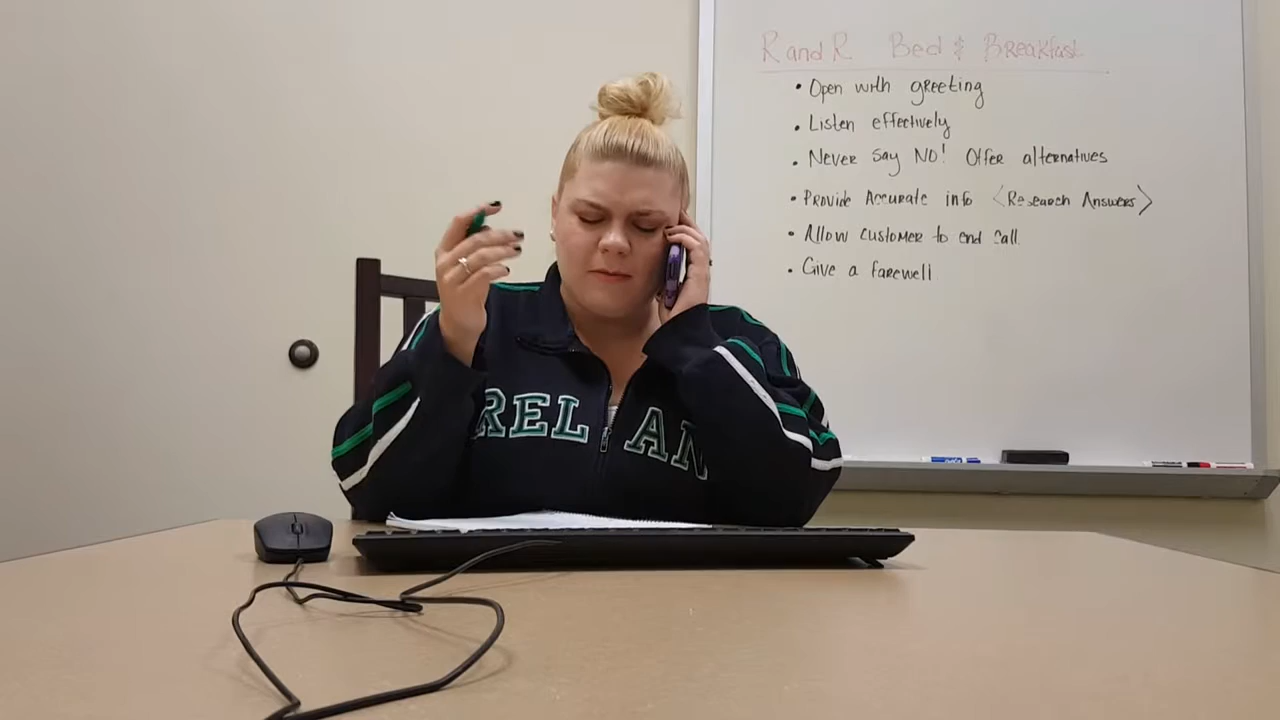 R and R Bed & Breakfast
• Open with greeting
• Listen effectively
• Never Say NO! Offer alternatives
• Provide Accurate info <Research Answers>
• Allow customer to end call
• Give a farewell
RELAN